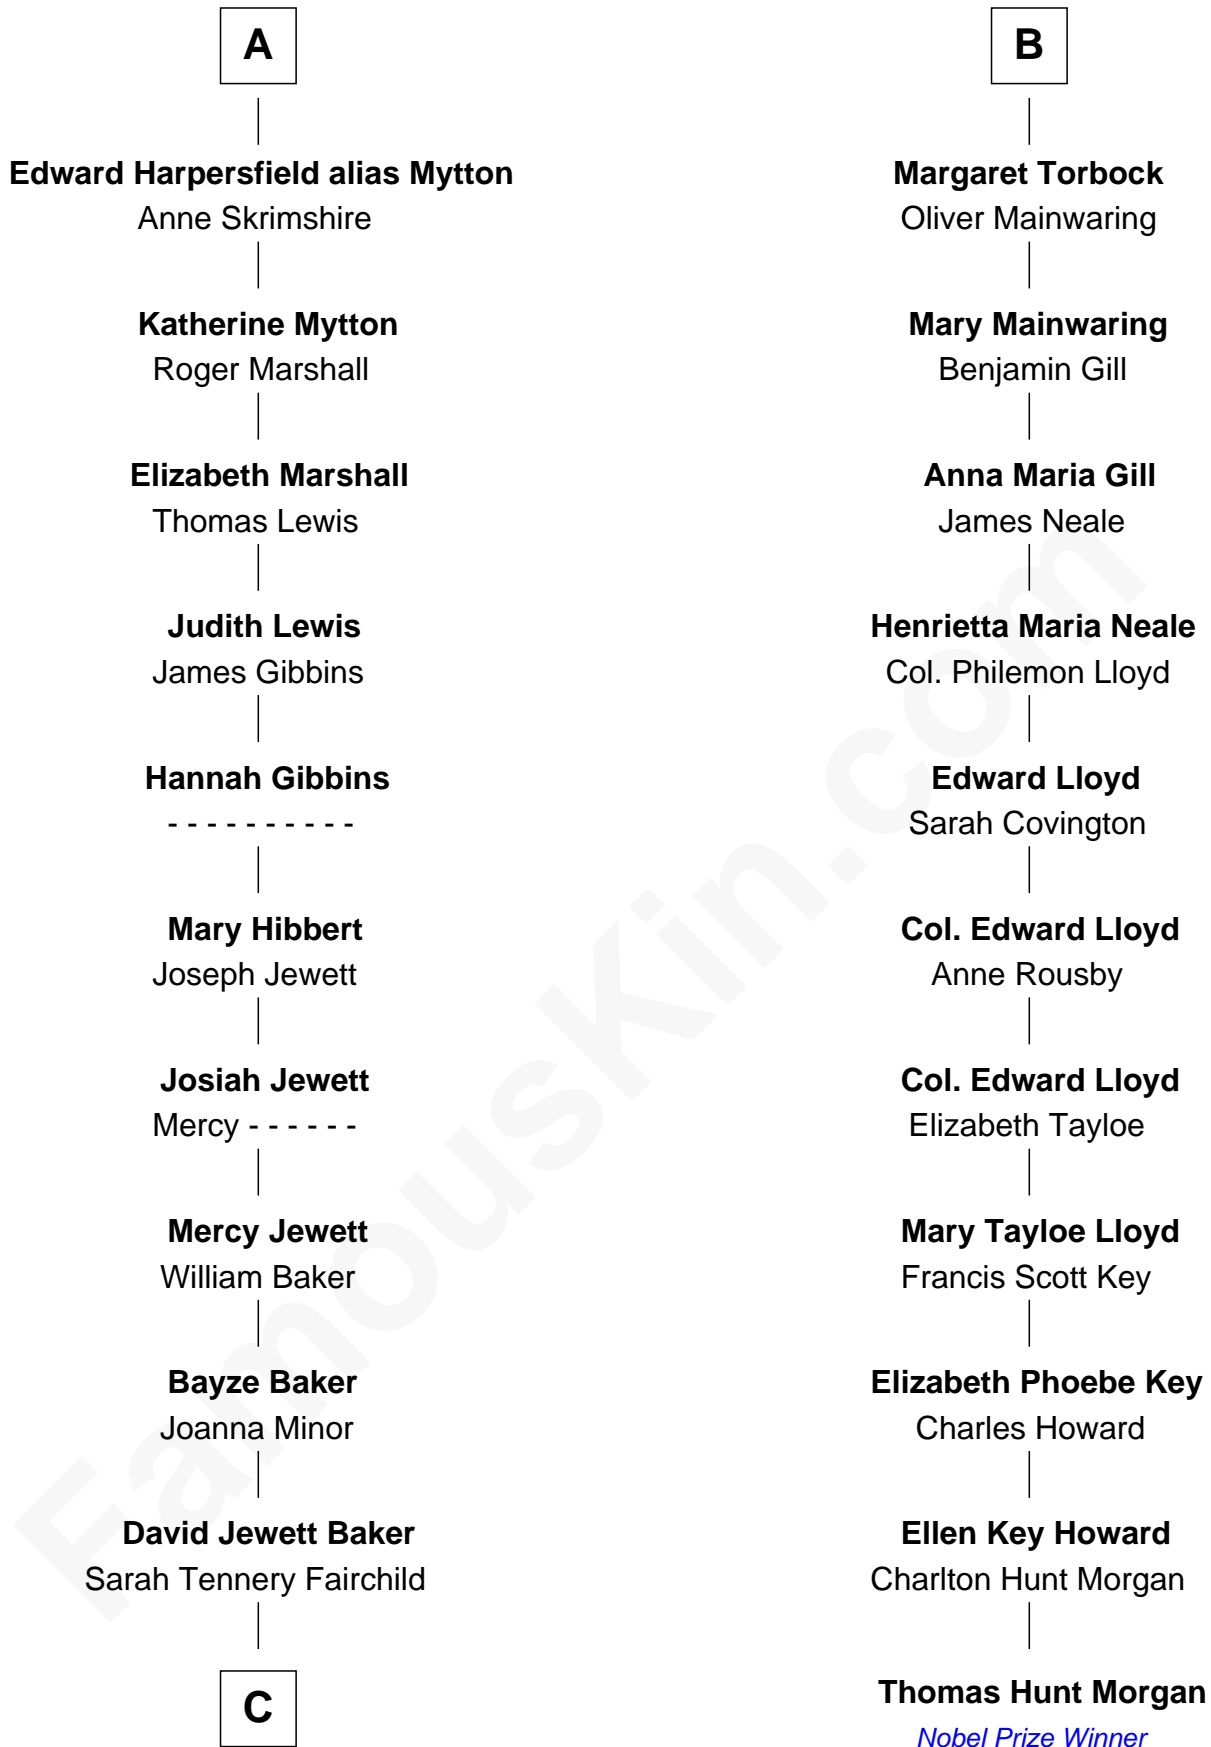 A
Edward Harpersfield alias Mytton
Anne Skrimshire
Katherine Mytton
Roger Marshall
Elizabeth Marshall
Thomas Lewis
Judith Lewis
James Gibbins
Hannah Gibbins
- - - - - - - - - -
Mary Hibbert
Joseph Jewett
Josiah Jewett
Mercy - - - - - -
Mercy Jewett
William Baker
Bayze Baker
Joanna Minor
David Jewett Baker
Sarah Tennery Fairchild
C
B
Margaret Torbock
Oliver Mainwaring
Mary Mainwaring
Benjamin Gill
Anna Maria Gill
James Neale
Henrietta Maria Neale
Col. Philemon Lloyd
Edward Lloyd
Sarah Covington
Col. Edward Lloyd
Anne Rousby
Col. Edward Lloyd
Elizabeth Tayloe
Mary Tayloe Lloyd
Francis Scott Key
Elizabeth Phoebe Key
Charles Howard
Ellen Key Howard
Charlton Hunt Morgan
Thomas Hunt Morgan
Nobel Prize Winner
FamousKin.com